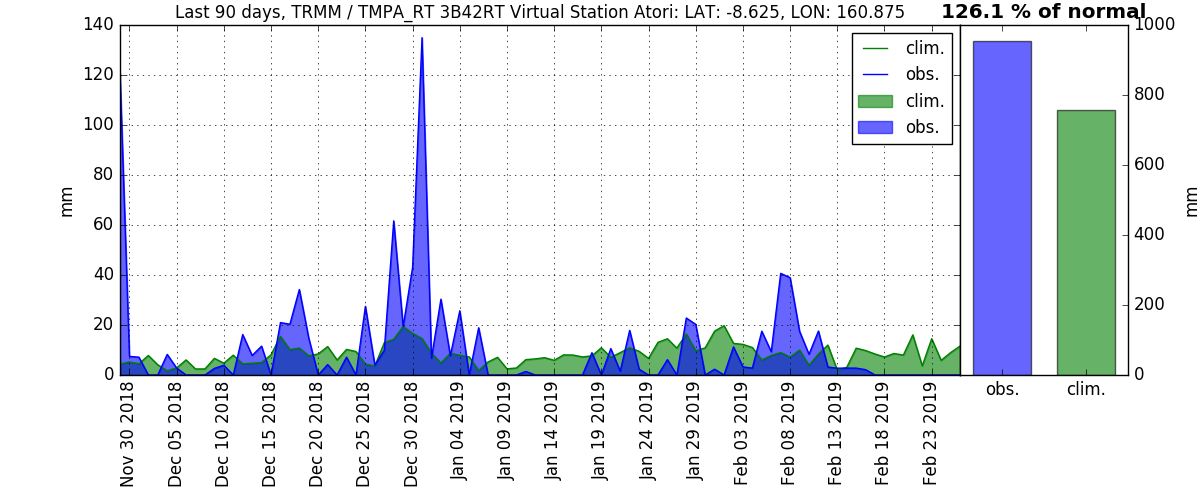 Last 90 days, TRMM / TMPA_RT 3B42RT Virtual Station Atori: LAT: -8.625, LON: 160.875
126.1 % of normal
140
120
100
80
60
40
20
0
mm
clim.
obs.
clim.
obs.
Nov 30 2018
Dec 05 2018
Dec 10 2018
Dec 15 2018
Dec 20 2018
Dec 25 2018
Dec 30 2018
Jan 04 2019
Jan 09 2019
Jan 14 2019
Jan 19 2019
Jan 24 2019
Jan 29 2019
Feb 03 2019
Feb 08 2019
Feb 13 2019
Feb 18 2019
Feb 23 2019
1000
800
600
400
200
0
mm
obs.
clim.